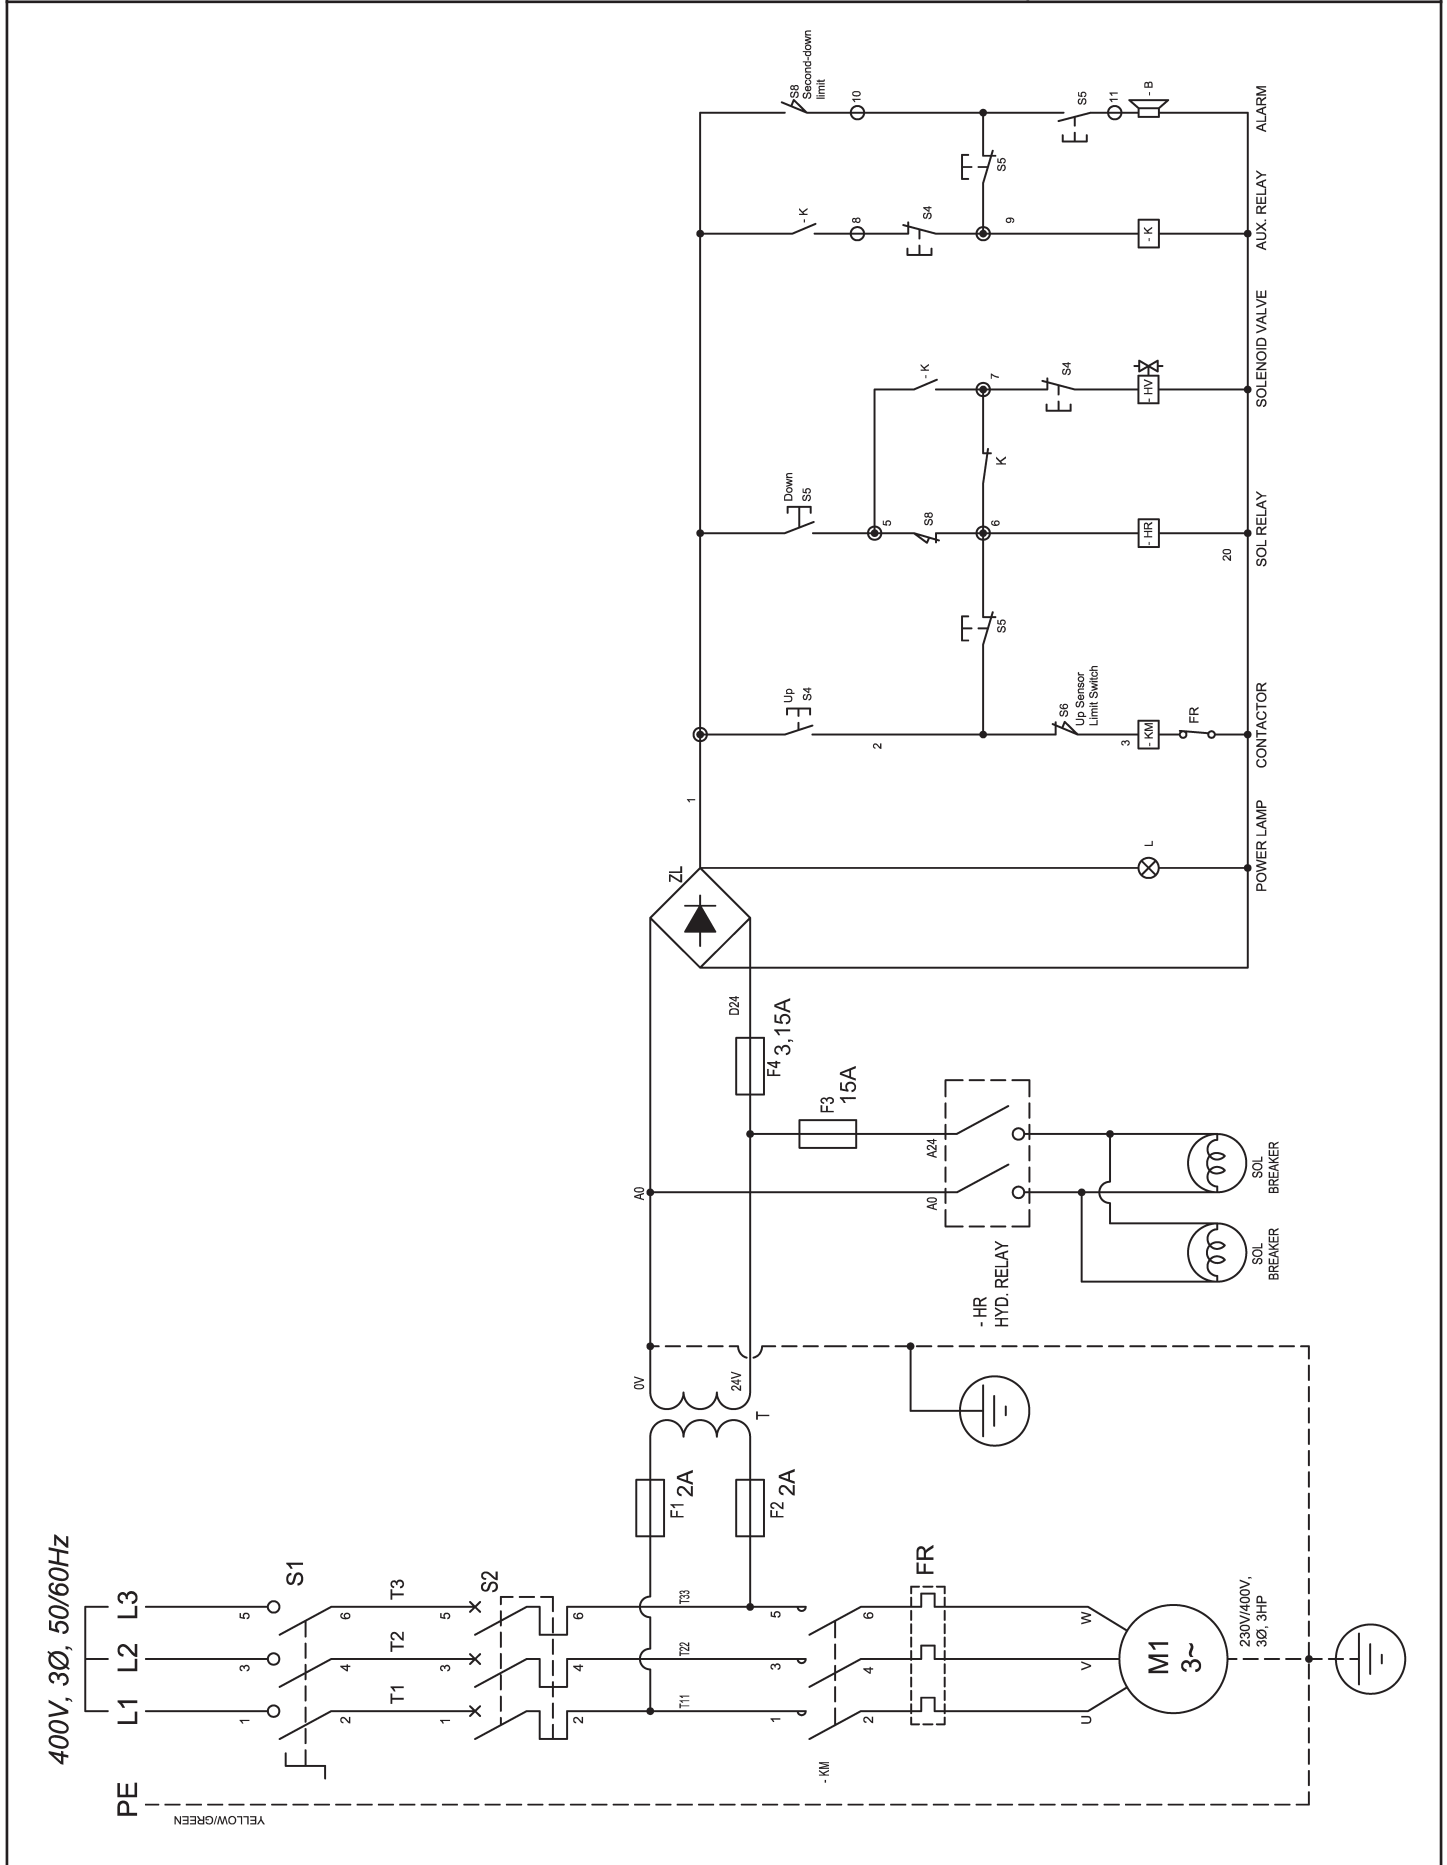 400V, 3Ø, 50/60Hz
PE
L1
L2
L3
YELLOW/GREEN
1
3
5
S1
2
4
6
T1
T2
T3
1
3
5
S2
2
4
6
F1
2A
F2
2A
T11
T22
T33
1
3
5
- KM
2
4
6
FR
U
V
W
M1
3~
230V/400V,
3Ø, 3HP
0V
24V
T
- HR
HYD. RELAY
A0
A0
A24
F3
15A
F4
3,15A
D24
SOL
BREAKER
SOL
BREAKER
ZL
1
L
POWER LAMP
Up
S4
2
S6
Up Sensor
Limit Switch
3
- KM
FR
CONTACTOR
S5
Down
S5
5
S8
6
- HR
20
SOL RELAY
K
- K
7
S4
- HV
SOLENOID VALVE
- K
8
S4
9
- K
AUX. RELAY
S5
S8
Second-down
limit
10
S5
11
- B
ALARM